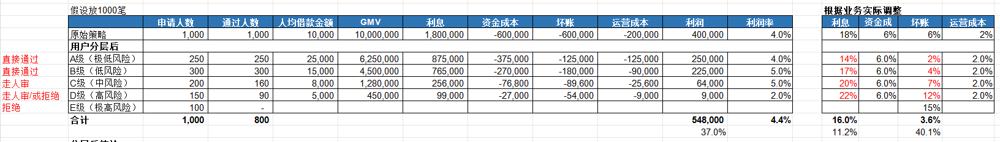 假设放1000笔 根据业务实际调整
申请人数 通过人数 人均借款金额 GMV 利息 资金成本 坏账 运营成本 利润 利润率 利息 资金成 坏账 运营成本
原始策略 1,000 1,000 10,000 10,000,000 1,800,000 -600,000 -600,000 -200,000 400,000 4.0% 18% 6% 6% 2%
用户分层后
直接通过 A级（极低风险） 250 250 25,000 6,250,000 875,000 -375,000 -125,000 -125,000 250,000 4.0% 14% 6.0% 2% 2.0%
直接通过 B级（低风险） 300 300 15,000 4,500,000 765,000 -270,000 -180,000 -90,000 225,000 5.0% 17% 6.0% 4% 2.0%
走人审 C级（中风险） 200 160 8,000 1,280,000 256,000 -76,800 -89,600 -25,600 64,000 5.0% 20% 6.0% 7% 2.0%
走人审/或拒绝 D级（高风险） 150 90 5,000 450,000 99,000 -27,000 -54,000 -9,000 9,000 2.0% 22% 6.0% 12% 2.0%
拒绝 E级（极高风险） 100 - 15%
合计 1,000 800 548,000 4.4% 16.0% 3.6%
37.0% 11.2% 40.1%